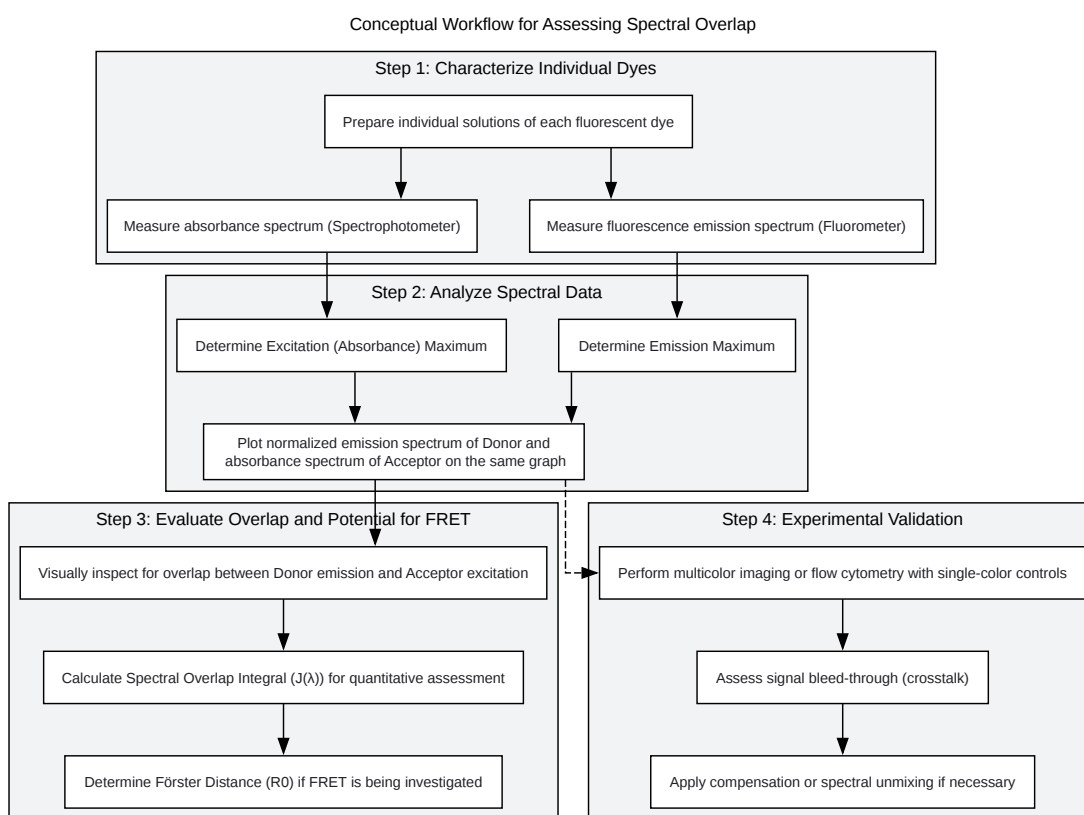 Conceptual Workflow for Assessing Spectral Overlap
Step 1: Characterize Individual Dyes
Prepare individual solutions of each fluorescent dye
Measure absorbance spectrum (Spectrophotometer)
Measure fluorescence emission spectrum (Fluorometer)
Step 2: Analyze Spectral Data
Determine Excitation (Absorbance) Maximum
Determine Emission Maximum
Plot normalized emission spectrum of Donor and
absorbance spectrum of Acceptor on the same graph
Step 3: Evaluate Overlap and Potential for FRET
Visually inspect for overlap between Donor emission and Acceptor excitation
Calculate Spectral Overlap Integral (J(λ)) for quantitative assessment
Determine Förster Distance (R0) if FRET is being investigated
Step 4: Experimental Validation
Perform multicolor imaging or flow cytometry with single-color controls
Assess signal bleed-through (crosstalk)
Apply compensation or spectral unmixing if necessary